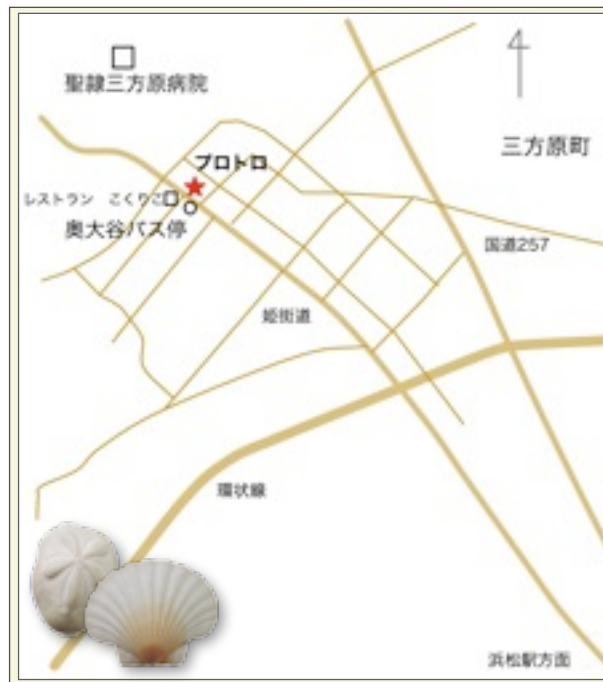 聖隷三方原病院
三方原町
プロトロ
レストラン こくりこ
奥大谷バス停
国道257
姫街道
環状線
浜松駅方面